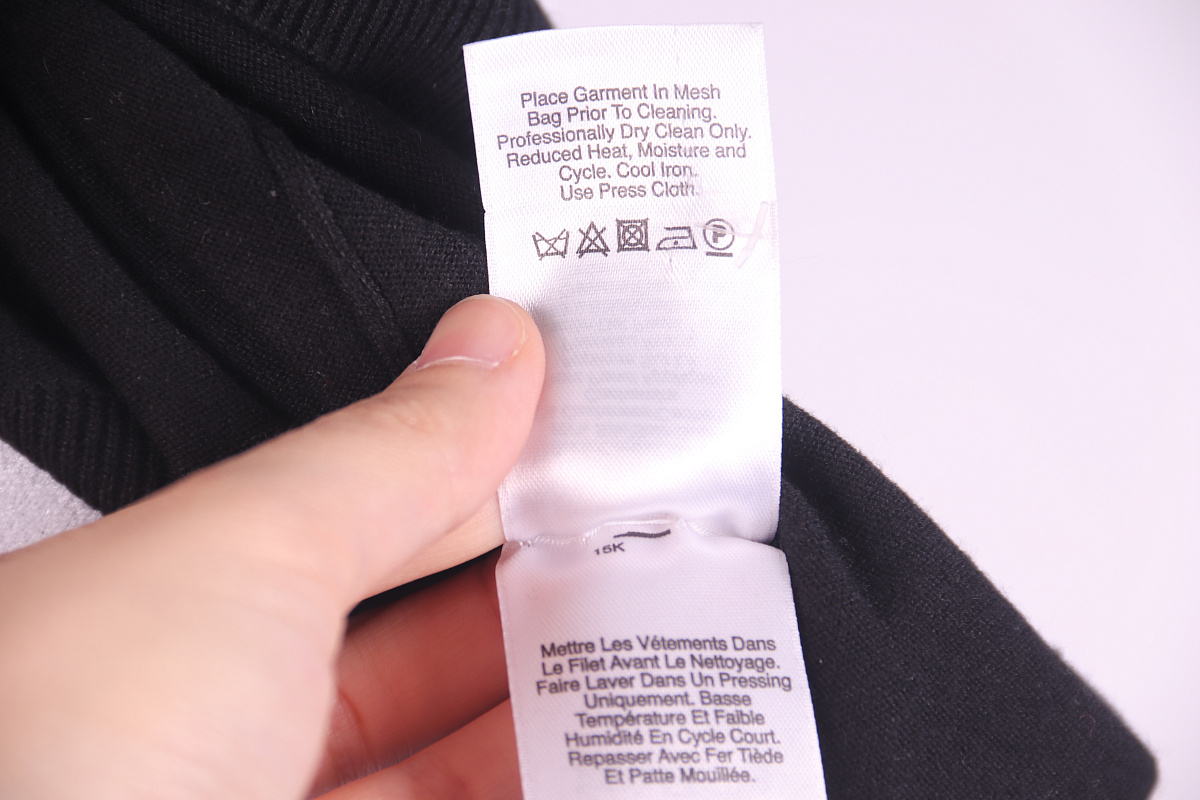 Place Garment In Mesh
Bag Prior To Cleaning.
Professionally Dry Clean Only.
Reduced Heat, Moisture and
Cycle. Cool Iron.
Use Press Cloth.
P
15K
Mettre Les Vêtements Dans
Le Filet Avant Le Nettoyage.
Faire Laver Dans Un Pressing
Uniquement. Basse
Température Et Faible
Humidité En Cycle Court.
Repasser Avec Fer Tiède
Et Patte Mouillée.